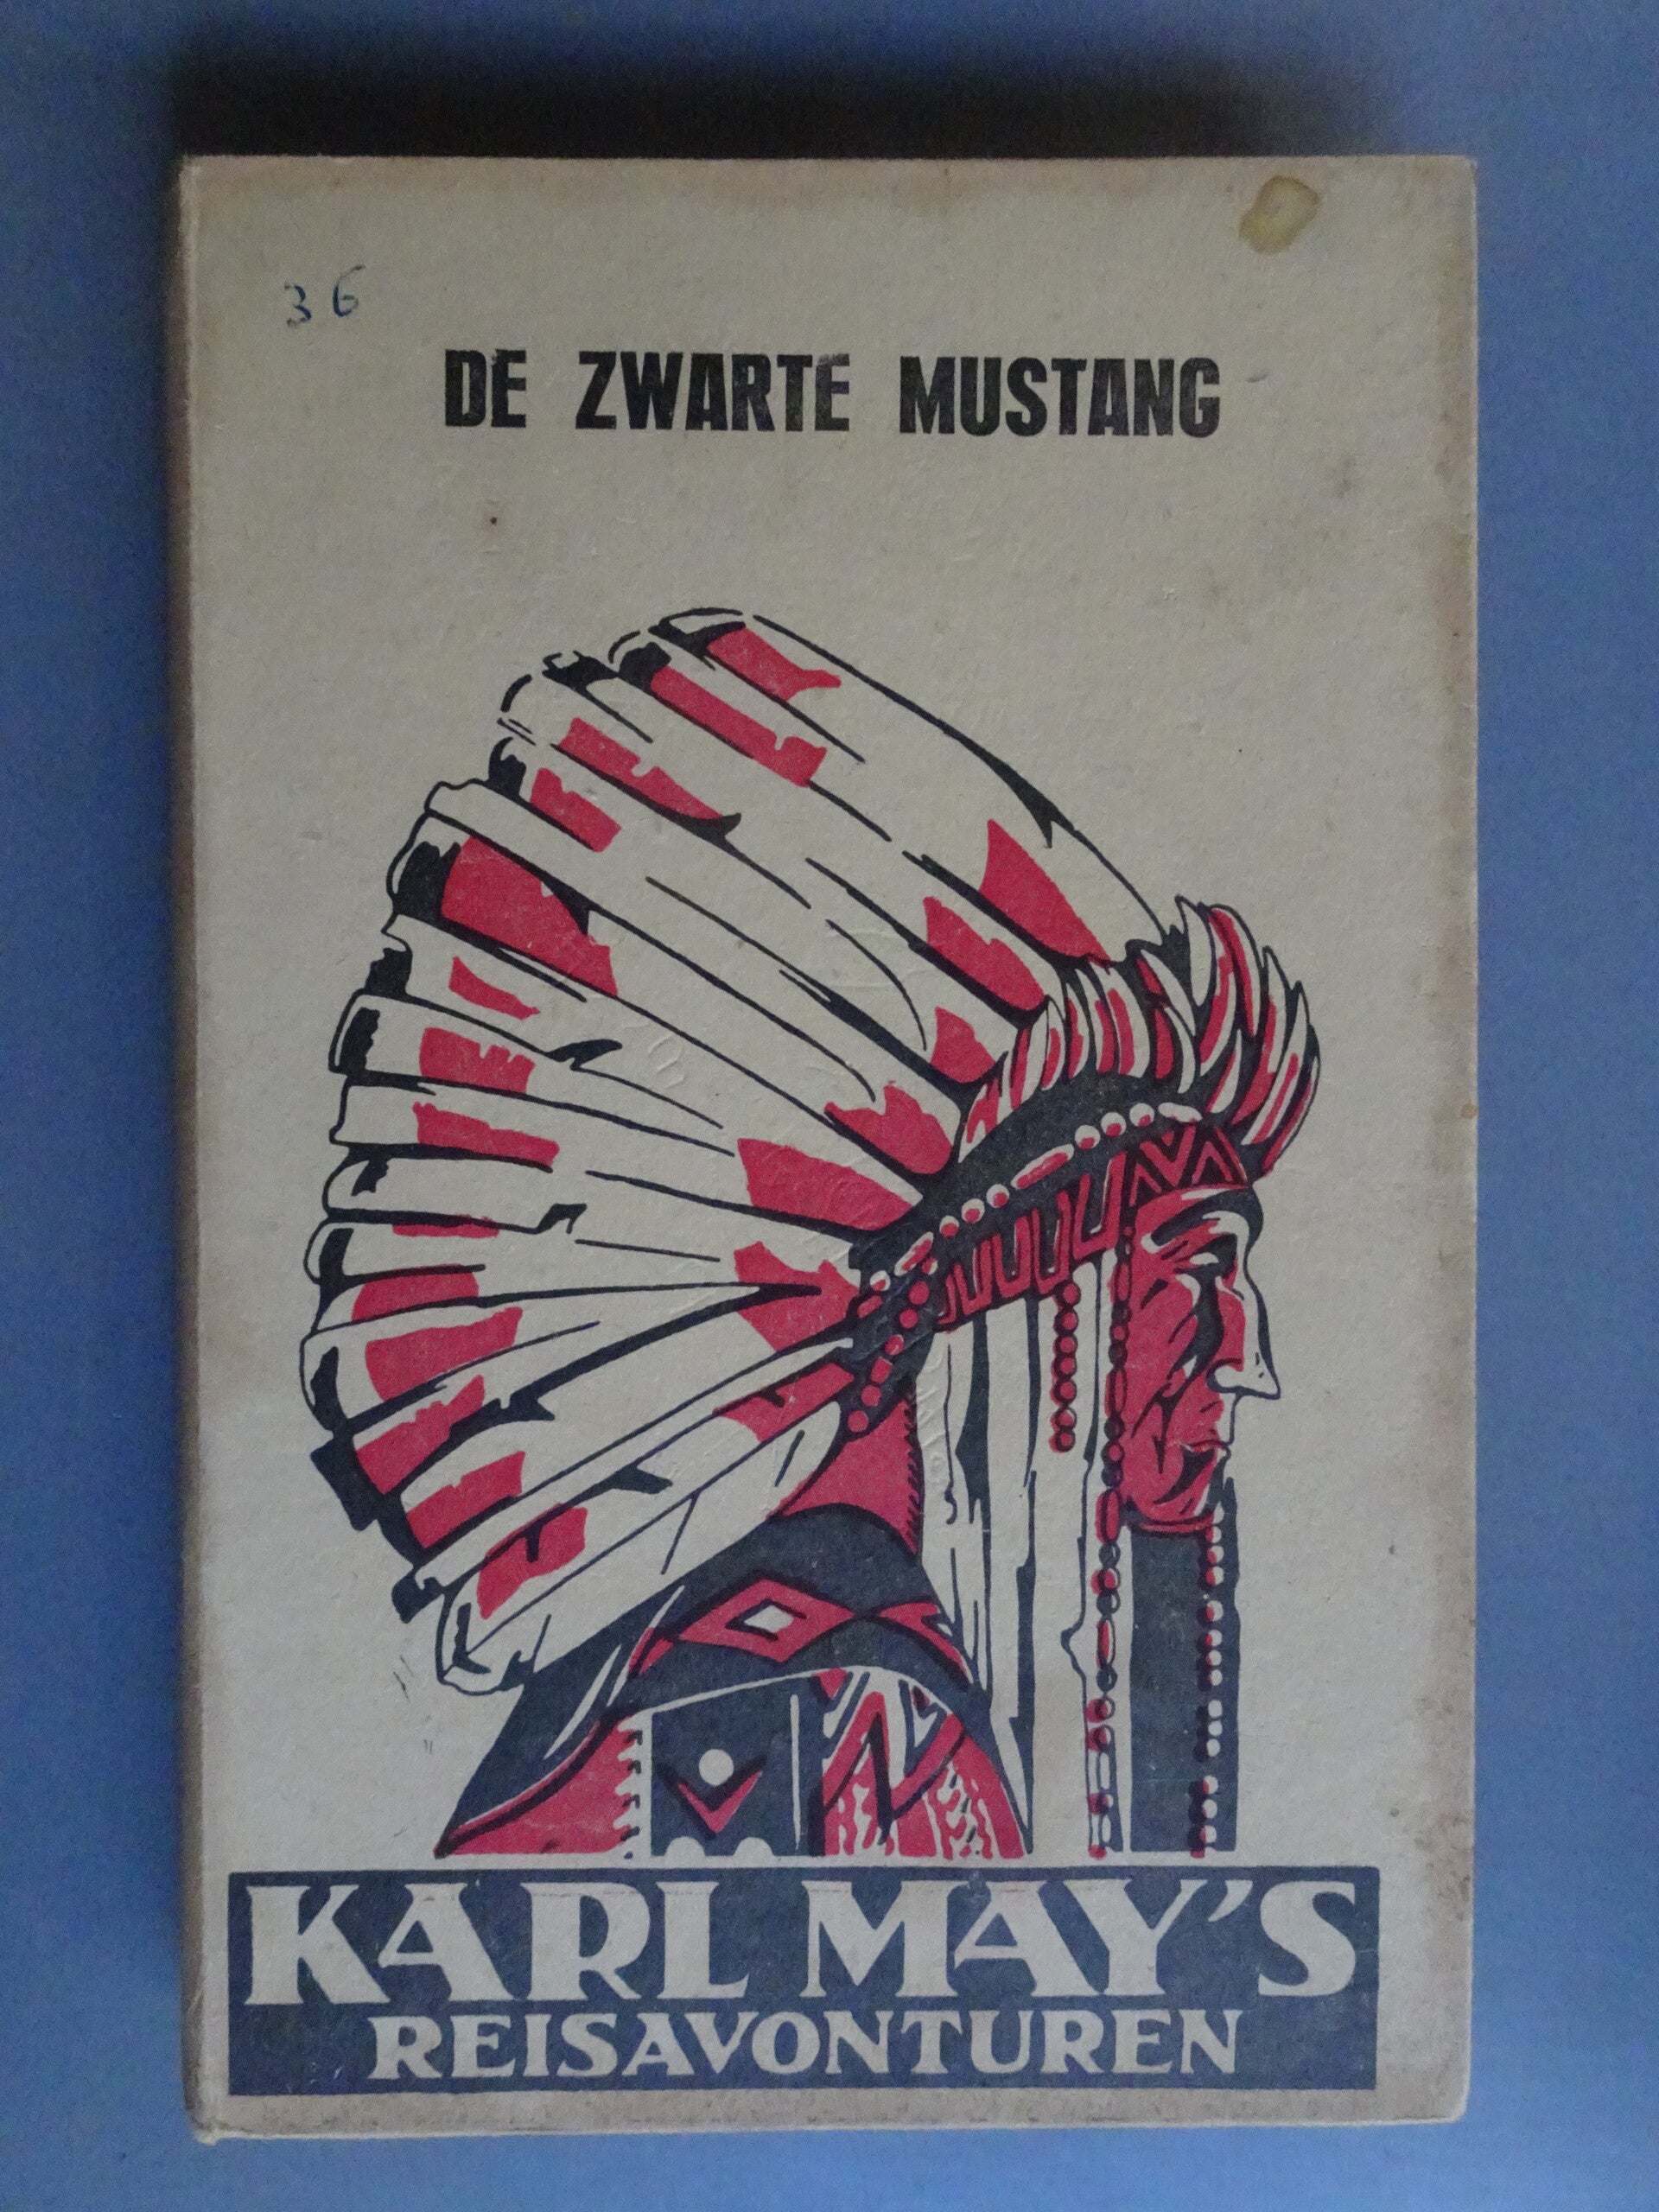 36
DE ZWARTE MUSTANG
KARL MAY'S
REISAVONTUREN